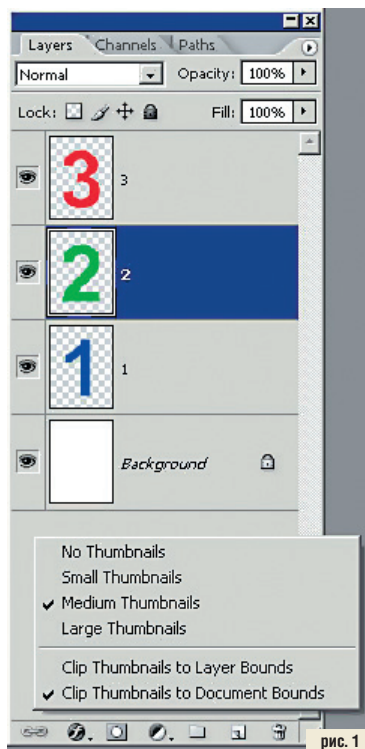 Layers Channels Paths
Normal Opacity: 100%
Lock: Fill: 100%
3 3
2 2
1 1
Background
No Thumbnails
Small Thumbnails
Medium Thumbnails
Large Thumbnails
Clip Thumbnails to Layer Bounds
Clip Thumbnails to Document Bounds
рис. 1